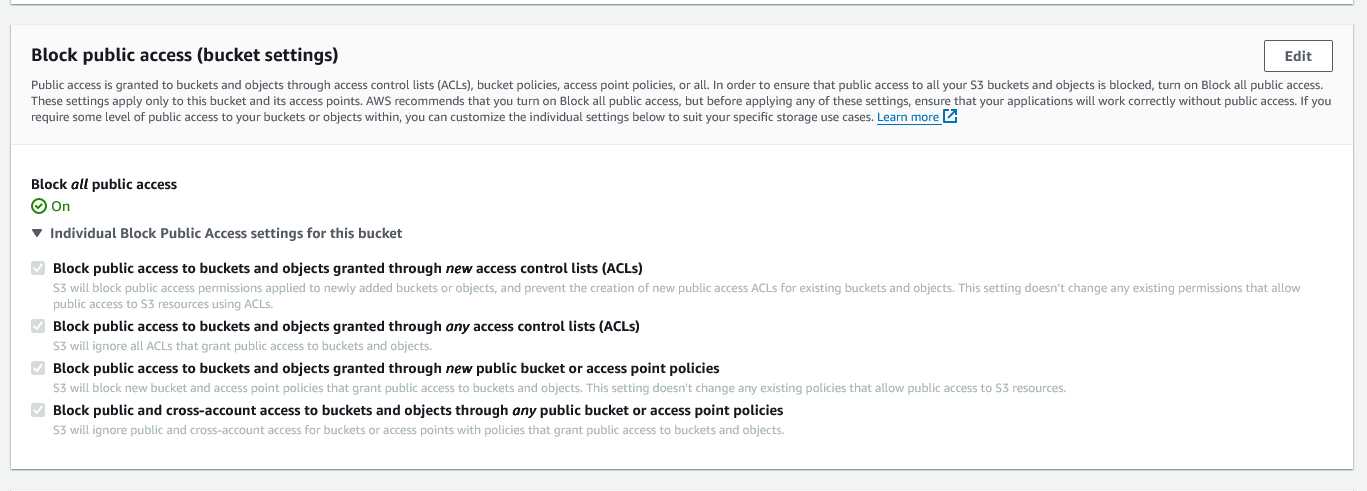 Block public access (bucket settings)
Edit
Public access is granted to buckets and objects through access control lists (ACLs), bucket policies, access point policies, or all. In order to ensure that public access to all your S3 buckets and objects is blocked, turn on Block all public access.
These settings apply only to this bucket and its access points. AWS recommends that you turn on Block all public access, but before applying any of these settings, ensure that your applications will work correctly without public access. If you
require some level of public access to your buckets or objects within, you can customize the individual settings below to suit your specific storage use cases. Learn more
Block all public access
On
Individual Block Public Access settings for this bucket
Block public access to buckets and objects granted through new access control lists (ACLs)
S3 will block public access permissions applied to newly added buckets or objects, and prevent the creation of new public access ACLs for existing buckets and objects. This setting doesn't change any existing permissions that allow
public access to S3 resources using ACLs.
Block public access to buckets and objects granted through any access control lists (ACLs)
S3 will ignore all ACLs that grant public access to buckets and objects.
Block public access to buckets and objects granted through new public bucket or access point policies
S3 will block new bucket and access point policies that grant public access to buckets and objects. This setting doesn't change any existing policies that allow public access to S3 resources.
Block public and cross-account access to buckets and objects through any public bucket or access point policies
S3 will ignore public and cross-account access for buckets or access points with policies that grant public access to buckets and objects.